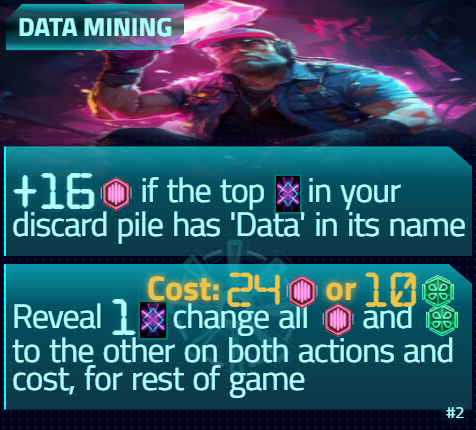 DATA MINING
+16 if the top in your
discard pile has 'Data' in its name
Cost: 24 or 10
Reveal 1 change all and
to the other on both actions and
cost, for rest of game
#2